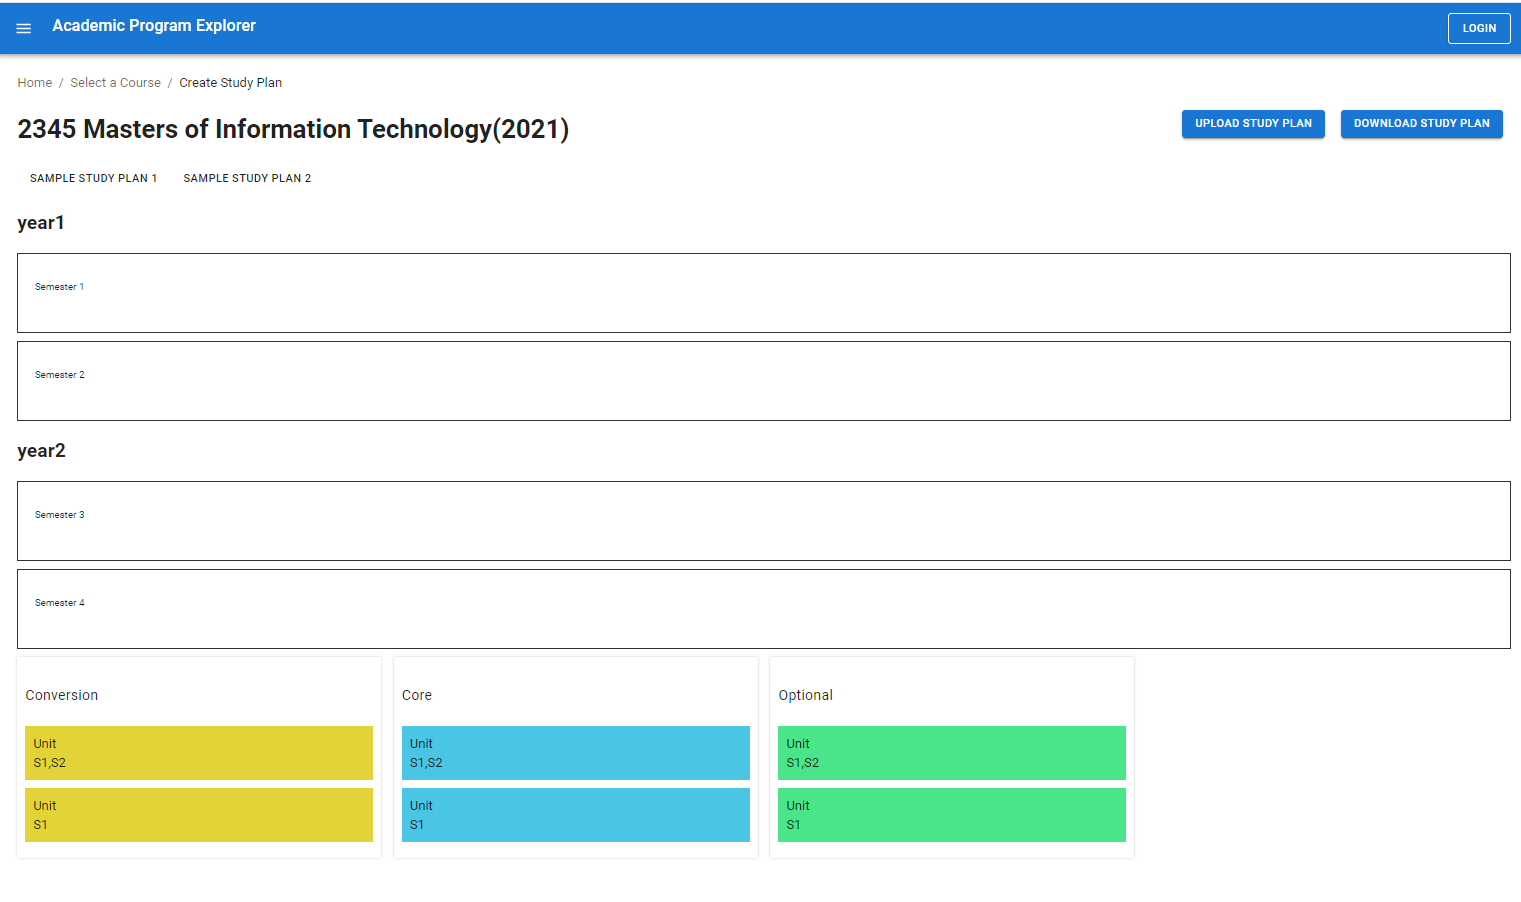 Academic Program Explorer
LOGIN
Home / Select a Course / Create Study Plan
2345 Masters of Information Technology(2021)
UPLOAD STUDY PLAN
DOWNLOAD STUDY PLAN
SAMPLE STUDY PLAN 1
SAMPLE STUDY PLAN 2
year1
Semester 1
Semester 2
year2
Semester 3
Semester 4
Conversion
Unit
S1,S2
Unit
S1
Core
Unit
S1,S2
Unit
S1
Optional
Unit
S1,S2
Unit
S1